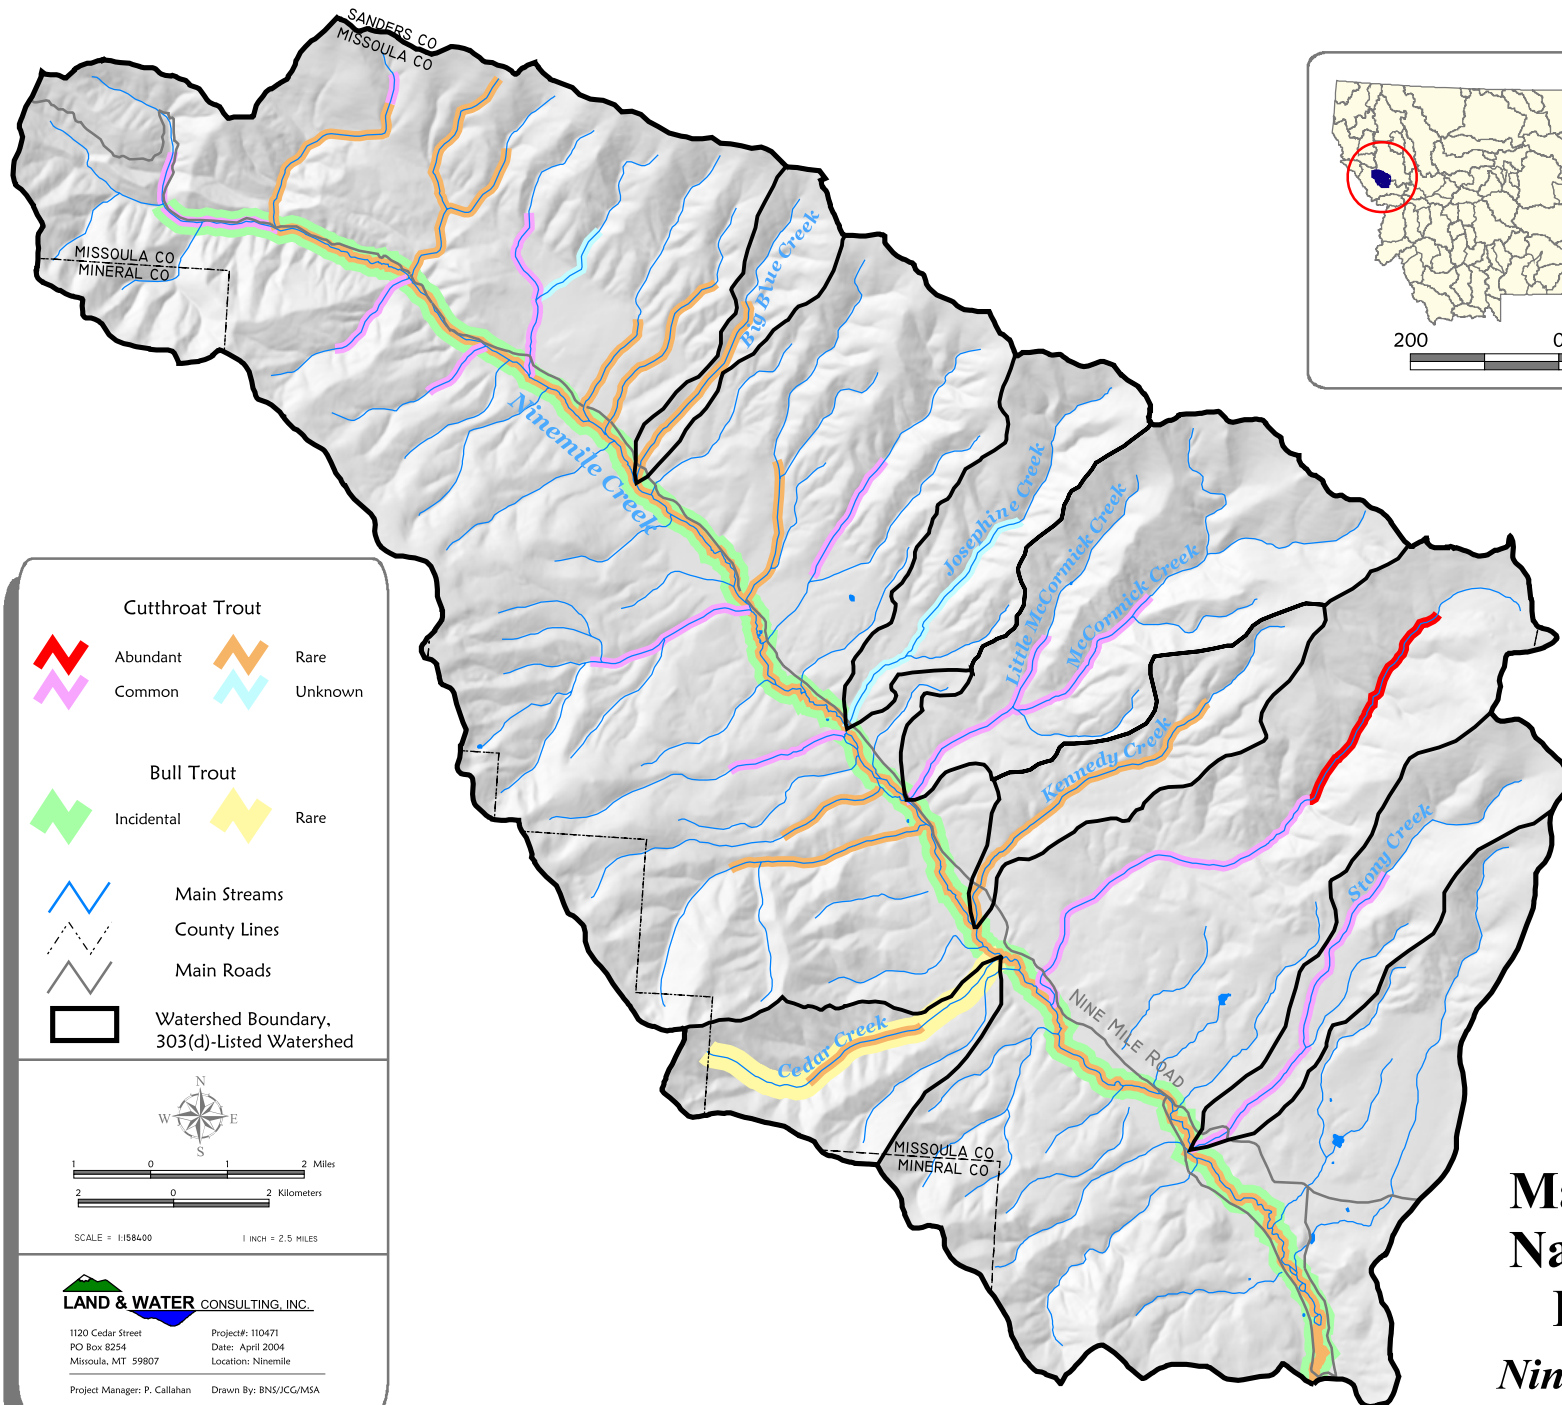 SANDERS CO
MISSOULA CO
MISSOULA CO
MINERAL CO
Big Blue Creek
Ninemile Creek
Josephine Creek
Little McCormick Creek
McCormick Creek
Kennedy Creek
Stony Creek
Cedar Creek
NINE MILE ROAD
MISSOULA CO
MINERAL CO
200
0
Cutthroat Trout
Abundant
Rare
Common
Unknown
Bull Trout
Incidental
Rare
Main Streams
County Lines
Main Roads
Watershed Boundary,
303(d)-Listed Watershed
N
W E
S
1 0 1 2 Miles
2 0 2 Kilometers
SCALE = 1:158400 1 INCH = 2.5 MILES
LAND & WATER CONSULTING, INC.
1120 Cedar Street Project#: 110471
PO Box 8254 Date: April 2004
Missoula, MT 59807 Location: Ninemile
Project Manager: P. Callahan Drawn By: BNS/JCG/MSA
Na
Nin